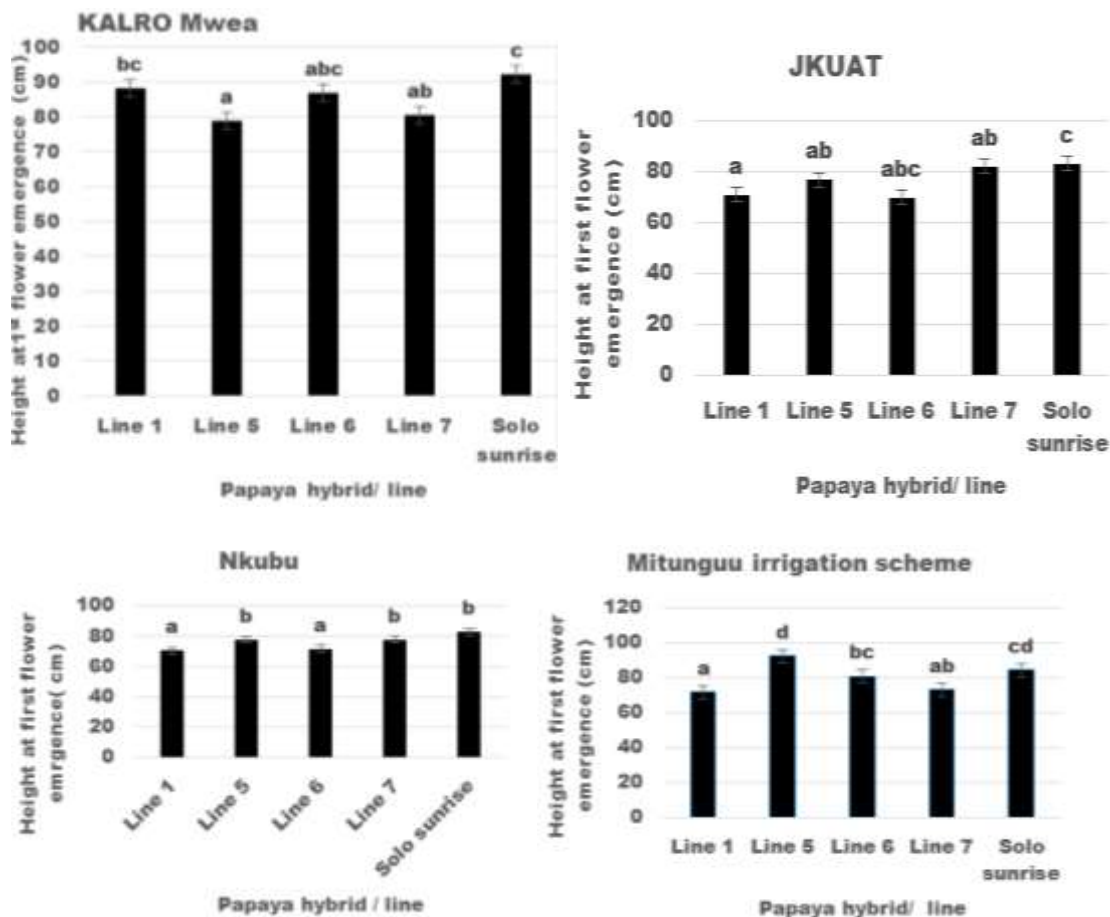 KALRO Mwea
Height at 1st flower emergence (cm)
100
90
80
70
60
50
40
30
20
10
0
bc
a
abc
ab
c
Line 1 Line 5 Line 6 Line 7 Solo
sunrise
Papaya hybrid/ line
JKUAT
Height at first flower
emergence (cm)
100
80
60
40
20
0
a
ab
abc
ab
c
Line 1 Line 5 Line 6 Line 7 Solo
sunrise
Papaya hybrid/ line
Nkubu
Height at first flower
emrgence( cm)
100
80
60
40
20
0
a
b
a
b
b
Line 1
Line 5
Line 6
Line 7
Solo sunrise
Papaya hybrid / line
Mitunguu irrigation scheme
Height at first flower
emergence (cm)
120
100
80
60
40
20
0
a
d
bc
ab
cd
Line 1 Line 5 Line 6 Line 7 Solo
sunrise
Papaya hybrid/ line